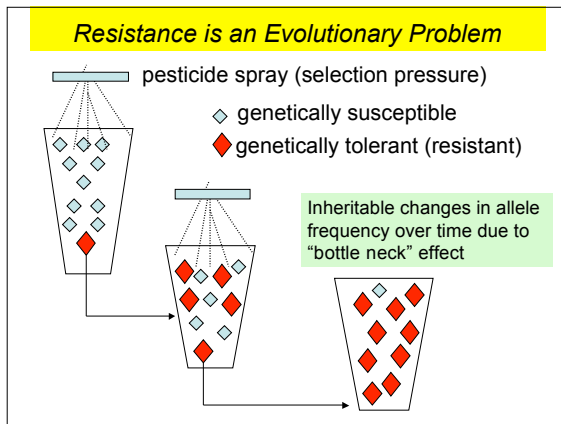 Resistance is an Evolutionary Problem
pesticide spray (selection pressure)
genetically susceptible
genetically tolerant (resistant)
Inheritable changes in allele
frequency over time due to
“bottle neck” effect